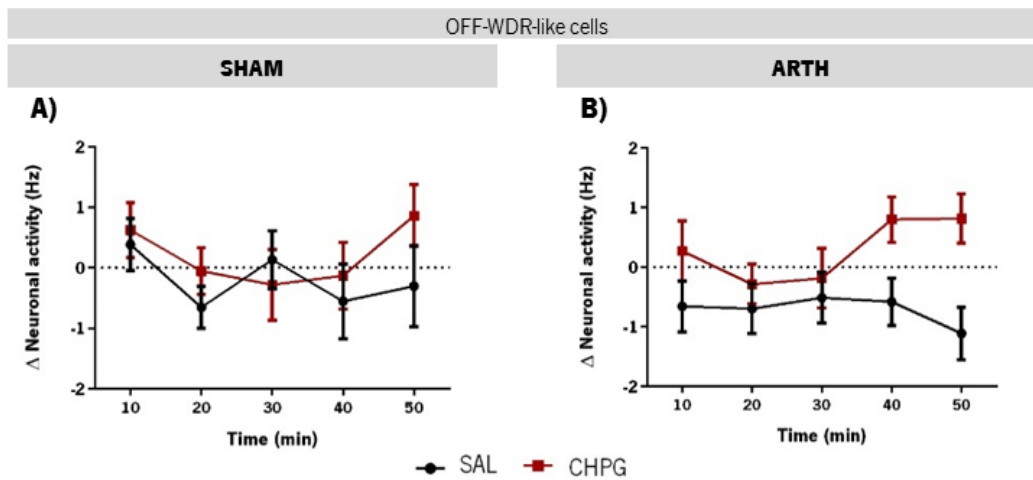 OFF-WDR-like cells
SHAM
ARTH
A)
2
1
0
-1
-2
Δ Neuronal activity (Hz)
10 20 30 40 50
Time (min)
B)
2
1
0
-1
-2
Δ Neuronal activity (Hz)
10 20 30 40 50
Time (min)
SAL CHPG